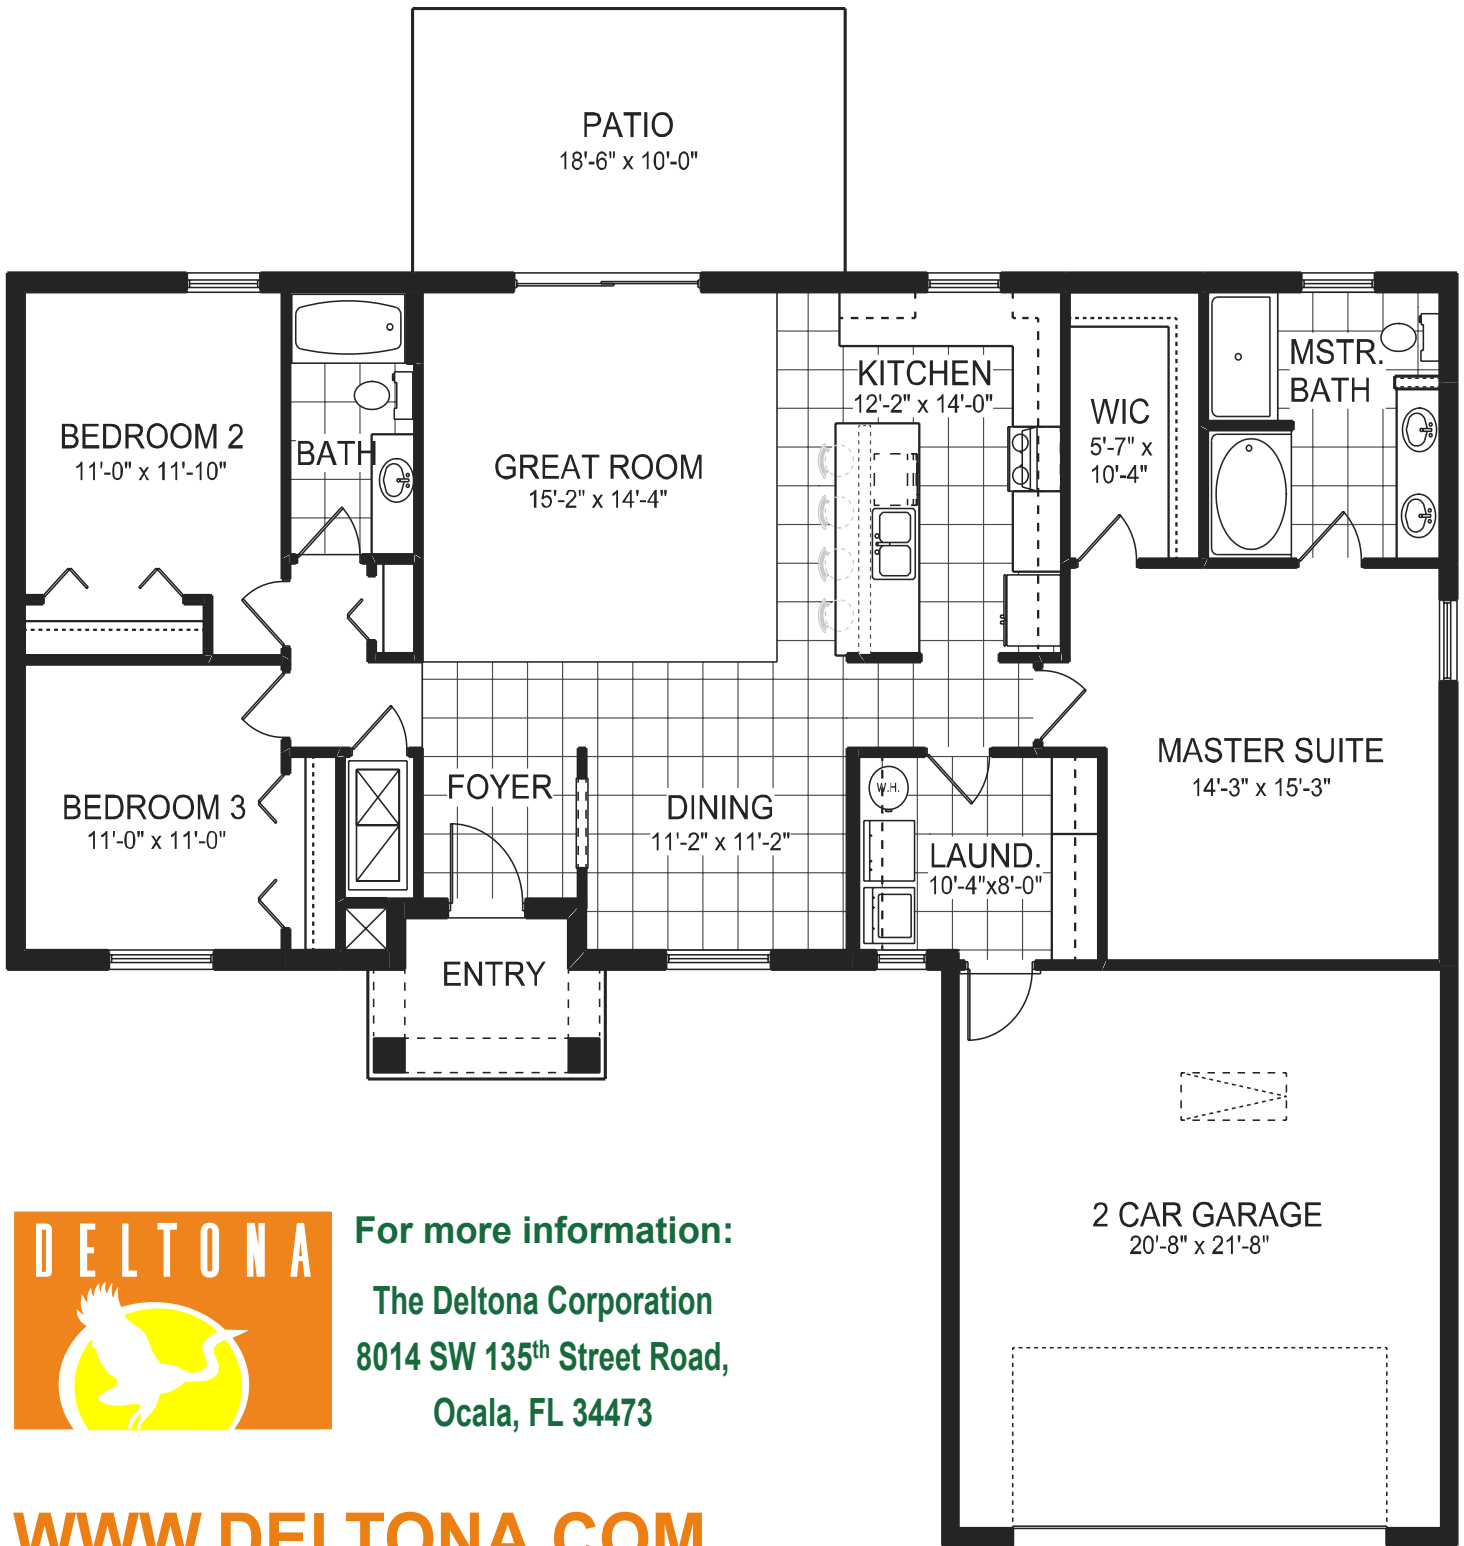 PATIO
18'-6" x 10'-0"
KITCHEN
12'-2" x 14'-0"
MSTR.
BATH
WIC
5'-7" x
10'-4"
BEDROOM 2
11'-0" x 11'-10"
BATH
GREAT ROOM
15'-2" x 14'-4"
MASTER SUITE
14'-3" x 15'-3"
FOYER
W.H.
BEDROOM 3
11'-0" x 11'-0"
DINING
11'-2" x 11'-2"
LAUND.
10'-4"x8'-0"
ENTRY
2 CAR GARAGE
20'-8" x 21'-8"
DELTONA
For more information:
The Deltona Corporation
8014 SW 135th Street Road,
Ocala, FL 34473
WWW.DELTONA.COM